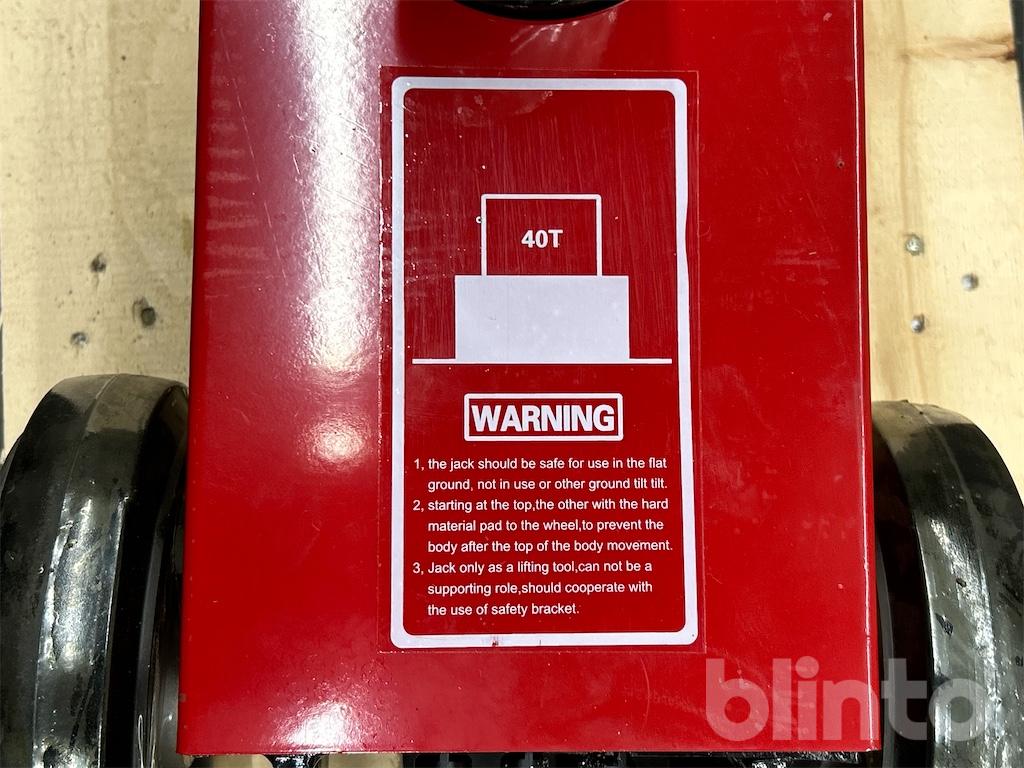 40T
WARNING
1, the jack should be safe for use in the flat
ground, not in use or other ground tilt tilt.
2, starting at the top,the other with the hard
material pad to the wheel,to prevent the
body after the top of the body movement.
3, Jack only as a lifting tool,can not be a
supporting role,should cooperate with
the use of safety bracket.
blinto